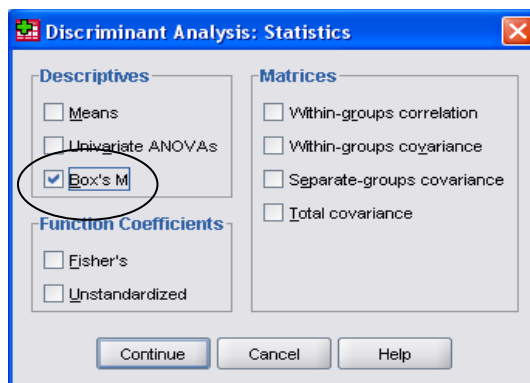 Discriminant Analysis: Statistics
Descriptives
Means
Univariate ANOVAs
Box's M
Function Coefficients
Fisher's
Unstandardized
Matrices
Within-groups correlation
Within-groups covariance
Separate-groups covariance
Total covariance
Continue Cancel Help